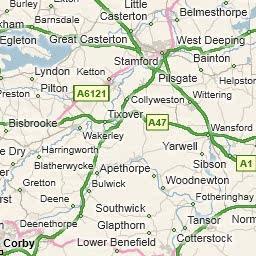 Burley
Little
Casterton
Belmesthorpe
Barnsdale
Egleton
Great Casterton
West Deeping
Stamford
Bainton
Lyndon
Ketton
Pilsgate
Helpston
Pilton
A6121
Collyweston
Wittering
Tixover
A47
Bisbrooke
Wakerley
Wansford
Harringworth
Yarwell
Blatherwycke
Sibson
A1
Apethorpe
Gretton
Bulwick
Woodnewton
Deene
Fotheringhay
Southwick
Deenethorpe
Tansor
Glapthorn
Corby
Lower Benefield
Cotterstock